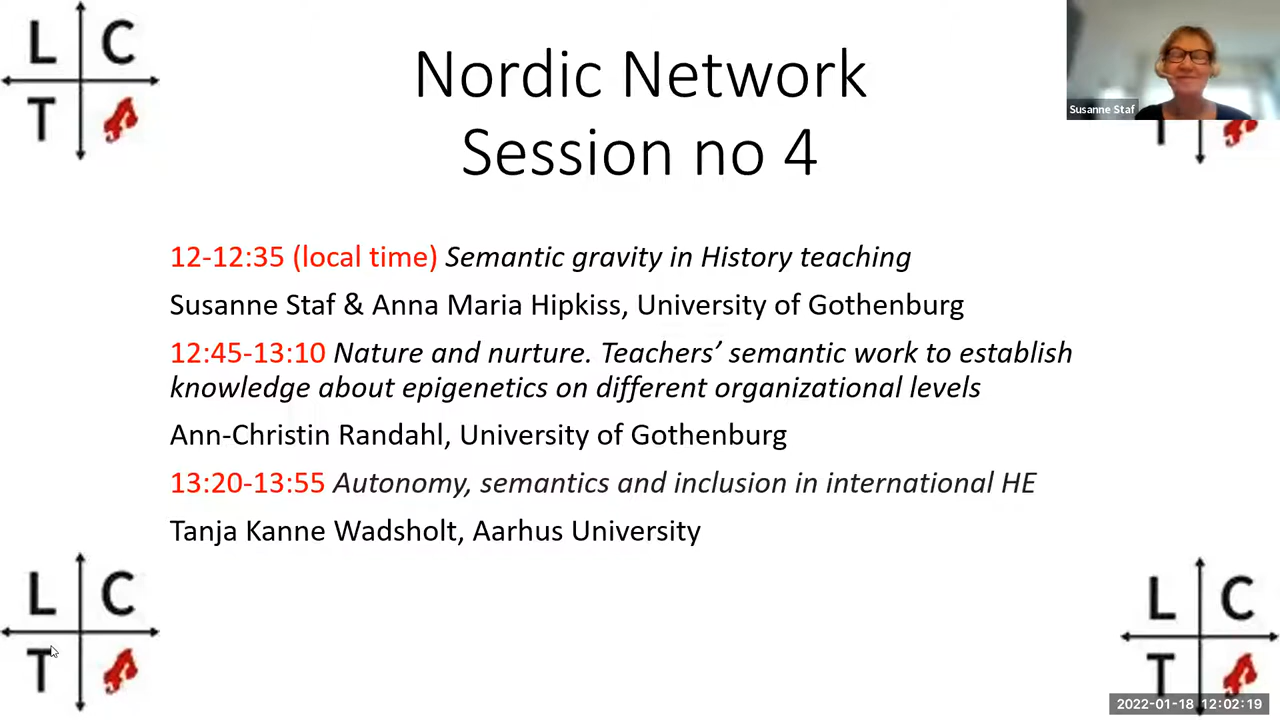 L C
T
Nordic Network
Session no 4
Susanne Staf
T
12-12:35 (local time) Semantic gravity in History teaching
Susanne Staf & Anna Maria Hipkiss, University of Gothenburg
12:45-13:10 Nature and nurture. Teachers’ semantic work to establish
knowledge about epigenetics on different organizational levels
Ann-Christin Randahl, University of Gothenburg
13:20-13:55 Autonomy, semantics and inclusion in international HE
Tanja Kanne Wadsholt, Aarhus University
L C
T
L C
T
2022-01-18 12:02:19